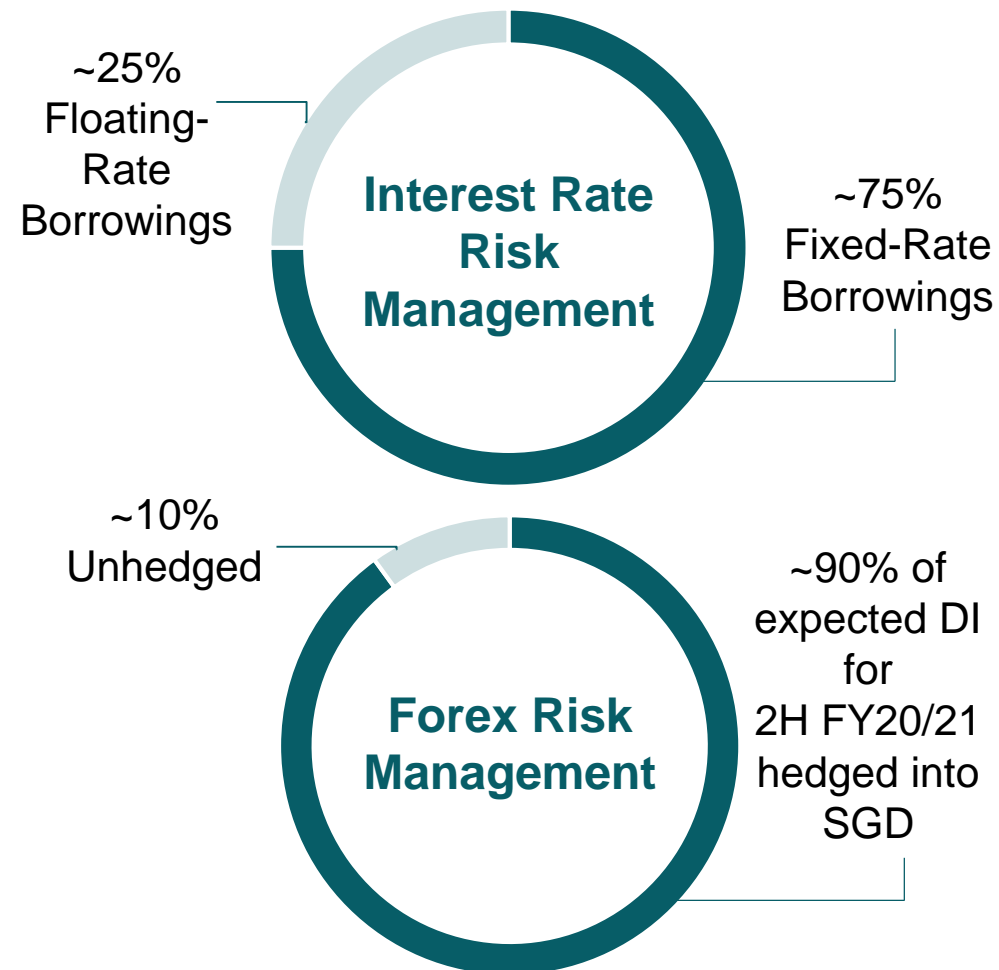 ~25%
Floating-
Rate
Borrowings
Interest Rate
Risk
Management
~75%
Fixed-Rate
Borrowings
~10%
Unhedged
Forex Risk
Management
~90% of
expected DI
for
2H FY20/21
hedged into
SGD